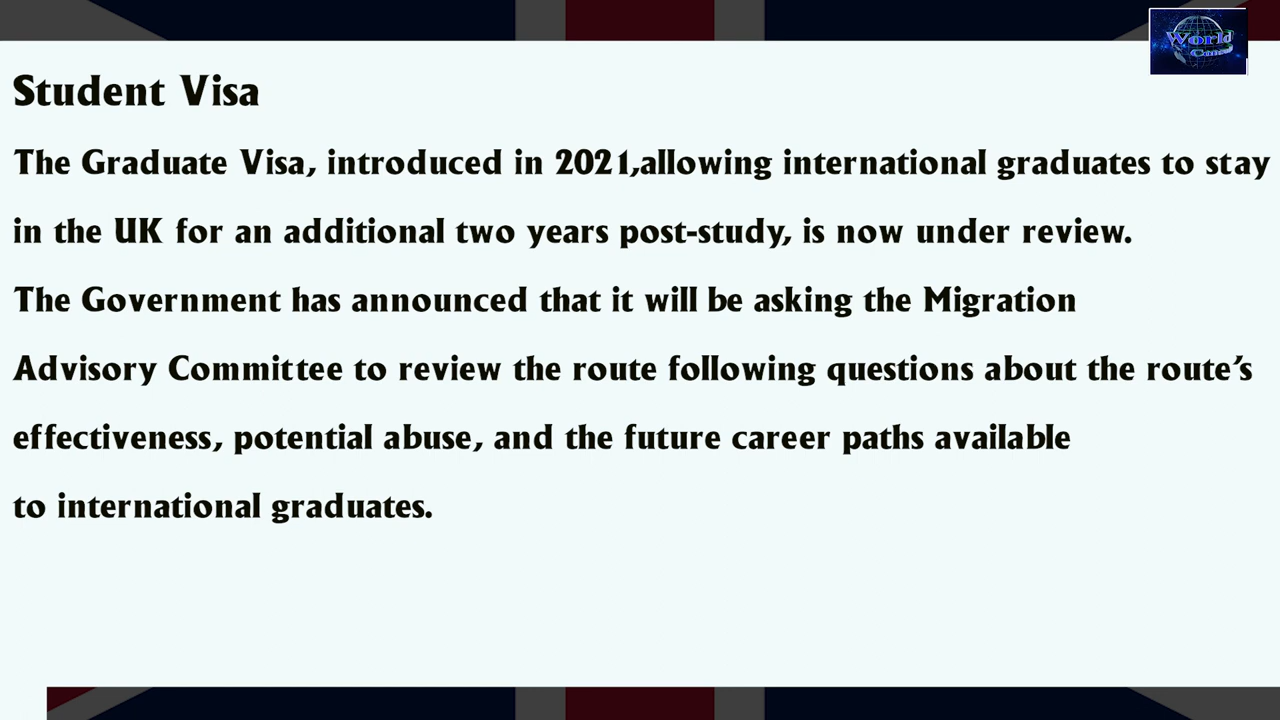 World
Student Visa
The Graduate Visa, introduced in 2021,allowing international graduates to stay
in the UK for an additional two years post-study, is now under review.
The Government has announced that it will be asking the Migration
Advisory Committee to review the route following questions about the route’s
effectiveness, potential abuse, and the future career paths available
to international graduates.